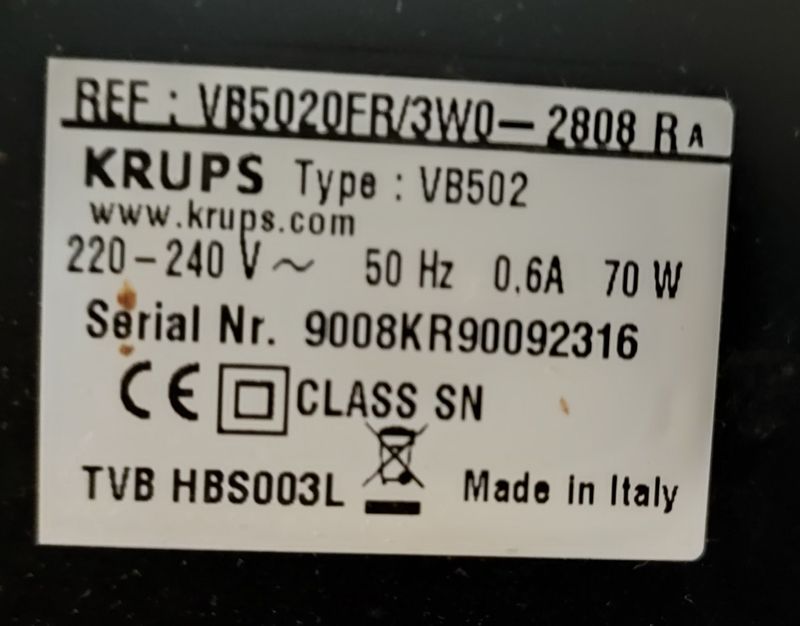 REF : VB5020FR/3W0-2808 RA
KRUPS Type : VB502
www.krups.com
220-240 V~ 50 Hz 0.6A 70 W
Serial Nr. 9008KR90092316
CE CLASS SN
TVB HBS003L Made in Italy